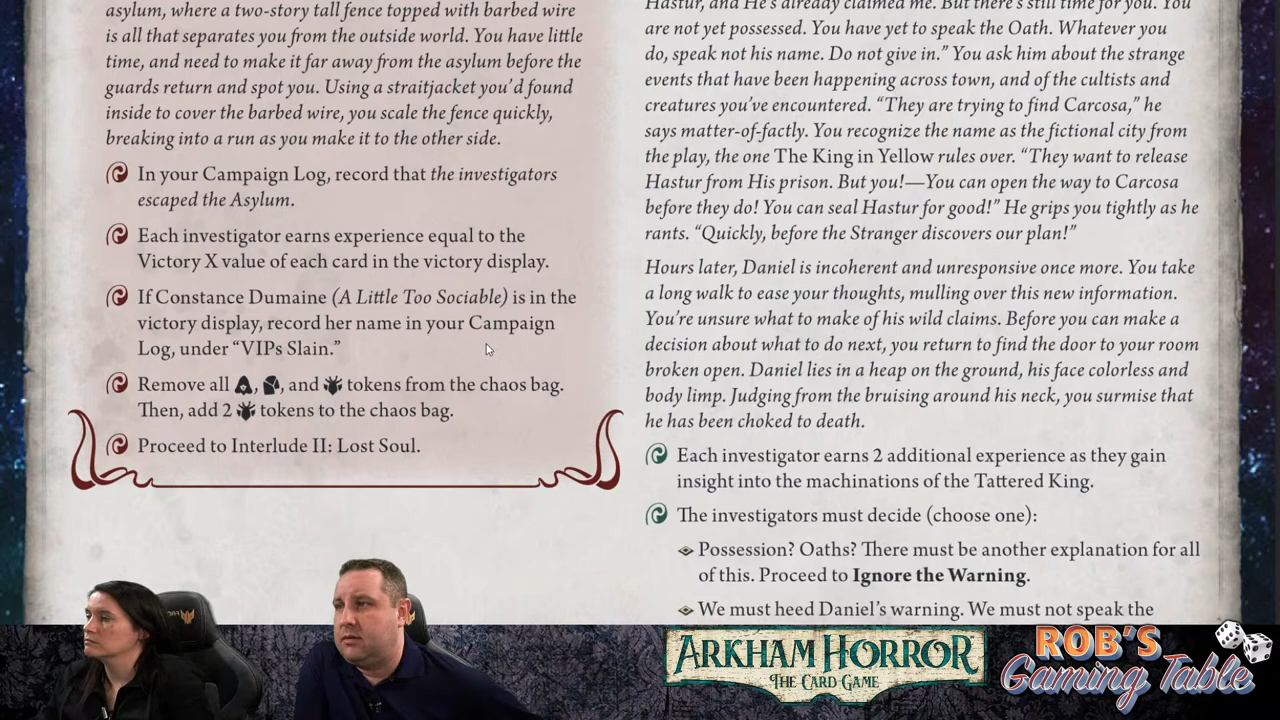 asylum, where a two-story tall fence topped with barbed wire
is all that separates you from the outside world. You have little
time, and need to make it far away from the asylum before the
guards return and spot you. Using a straitjacket you’d found
inside to cover the barbed wire, you scale the fence quickly,
breaking into a run as you make it to the other side.
In your Campaign Log, record that the investigators
escaped the Asylum.
Each investigator earns experience equal to the
Victory X value of each card in the victory display.
If Constance Dumaine (A Little Too Sociable) is in the
victory display, record her name in your Campaign
Log, under “VIPs Slain.”
Remove all , , and tokens from the chaos bag.
Then, add 2 tokens to the chaos bag.
Proceed to Interlude II: Lost Soul.
Hastur, and He’s already claimed me. But there’s still time for you. You
are not yet possessed. You have yet to speak the Oath. Whatever you
do, speak not his name. Do not give in.” You ask him about the strange
events that have been happening across town, and of the cultists and
creatures you’ve encountered. “They are trying to find Carcosa,” he
says matter-of-factly. You recognize the name as the fictional city from
the play, the one The King in Yellow rules over. “They want to release
Hastur from His prison. But you!—You can open the way to Carcosa
before they do! You can seal Hastur for good!” He grips you tightly as he
rants. “Quickly, before the Stranger discovers our plan!”
Hours later, Daniel is incoherent and unresponsive once more. You take
a long walk to ease your thoughts, mulling over this new information.
You’re unsure what to make of his wild claims. Before you can make a
decision about what to do next, you return to find the door to your room
broken open. Daniel lies in a heap on the ground, his face colorless and
body limp. Judging from the bruising around his neck, you surmise that
he has been choked to death.
Each investigator earns 2 additional experience as they gain
insight into the machinations of the Tattered King.
The investigators must decide (choose one):
Possession? Oaths? There must be another explanation for all
of this. Proceed to Ignore the Warning.
We must heed Daniel’s warning. We must not speak the
ARKHAM HORROR
THE CARD GAME
ROB'S
Gaming Table